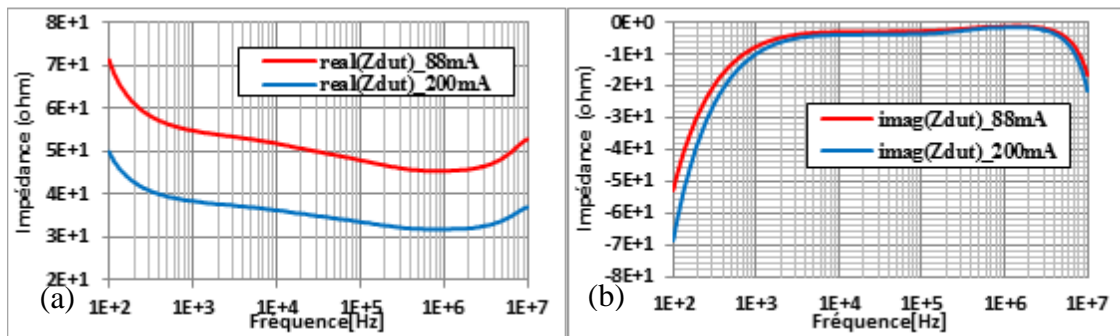 8E+1
7E+1
6E+1
5E+1
4E+1
3E+1
2E+1
Impédance (ohm)
real(Zdut)_88mA
real(Zdut)_200mA
1E+2 1E+3 1E+4 1E+5 1E+6 1E+7
Fréquence[Hz]
(a)
0E+0
-1E+1
-2E+1
-3E+1
-4E+1
-5E+1
-6E+1
-7E+1
-8E+1
Impédance (ohm)
imag(Zdut)_88mA
imag(Zdut)_200mA
1E+2 1E+3 1E+4 1E+5 1E+6 1E+7
Fréquence[Hz]
(b)